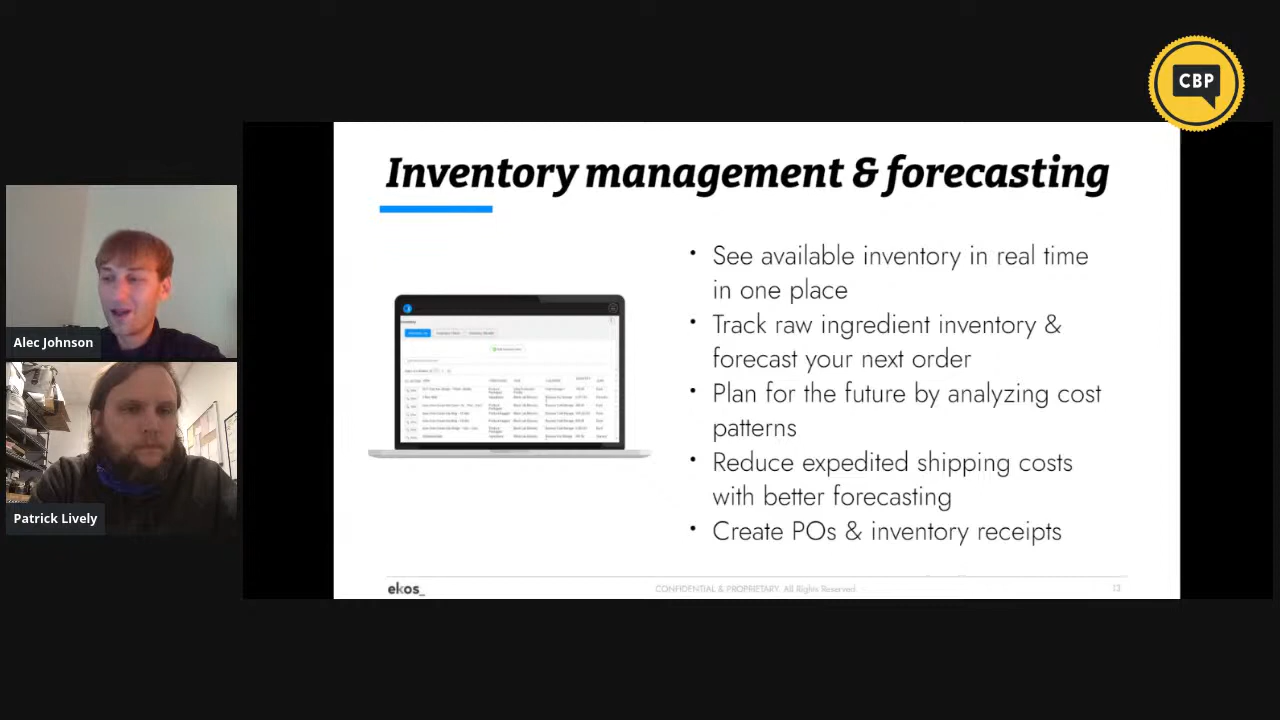 CBP
Inventory management & forecasting
• See available inventory in real time
in one place
• Track raw ingredient inventory &
forecast your next order
• Plan for the future by analyzing cost
patterns
• Reduce expedited shipping costs
with better forecasting
• Create POs & inventory receipts
Alec Johnson
Patrick Lively
ekos_
CONFIDENTIAL & PROPRIETARY. All Rights Reserved.
13